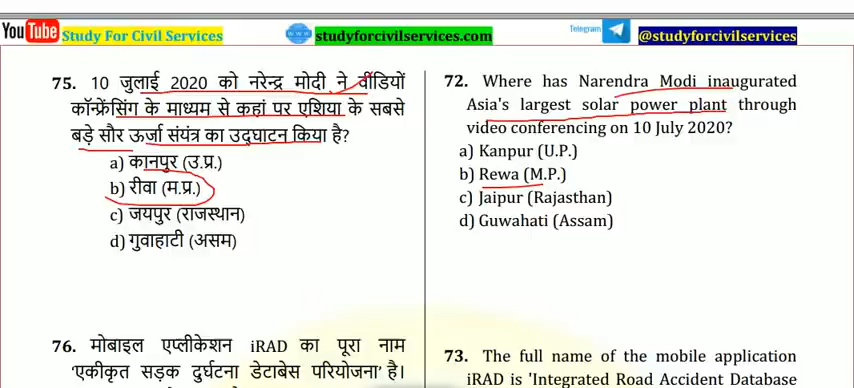 YouTube Study For Civil Services
www studyforcivilservices.com
Telegram @studyforcivilservices
75. 10 जुलाई 2020 को नरेन्द्र मोदी ने वीडियों
कॉन्फ्रेंसिंग के माध्यम से कहां पर एशिया के सबसे
बड़े सौर ऊर्जा संयंत्र का उद्घाटन किया है?
a) कानपुर (उ.प्र.)
b) रीवा (म.प्र.)
c) जयपुर (राजस्थान)
d) गुवाहाटी (असम)
76. मोबाइल एप्लीकेशन iRAD का पूरा नाम
‘एकीकृत सड़क दुर्घटना डेटाबेस परियोजना’ है।
72. Where has Narendra Modi inaugurated
Asia's largest solar power plant through
video conferencing on 10 July 2020?
a) Kanpur (U.P.)
b) Rewa (M.P.)
c) Jaipur (Rajasthan)
d) Guwahati (Assam)
73. The full name of the mobile application
iRAD is 'Integrated Road Accident Database